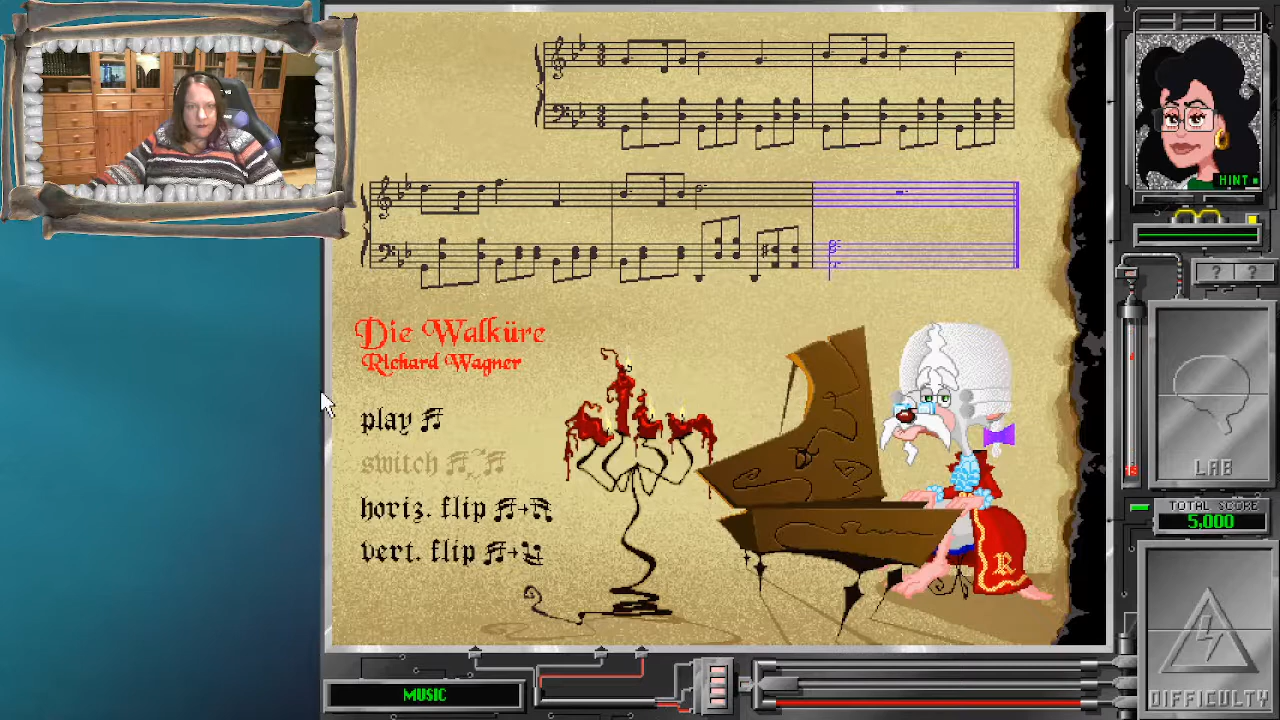 HINT
Die Walküre
Richard Wagner
play
switch
horiz. flip
vert. flip
R
? ?
LAB
TOTAL SCORE
5,000
MUSIC
DIFFICULTY